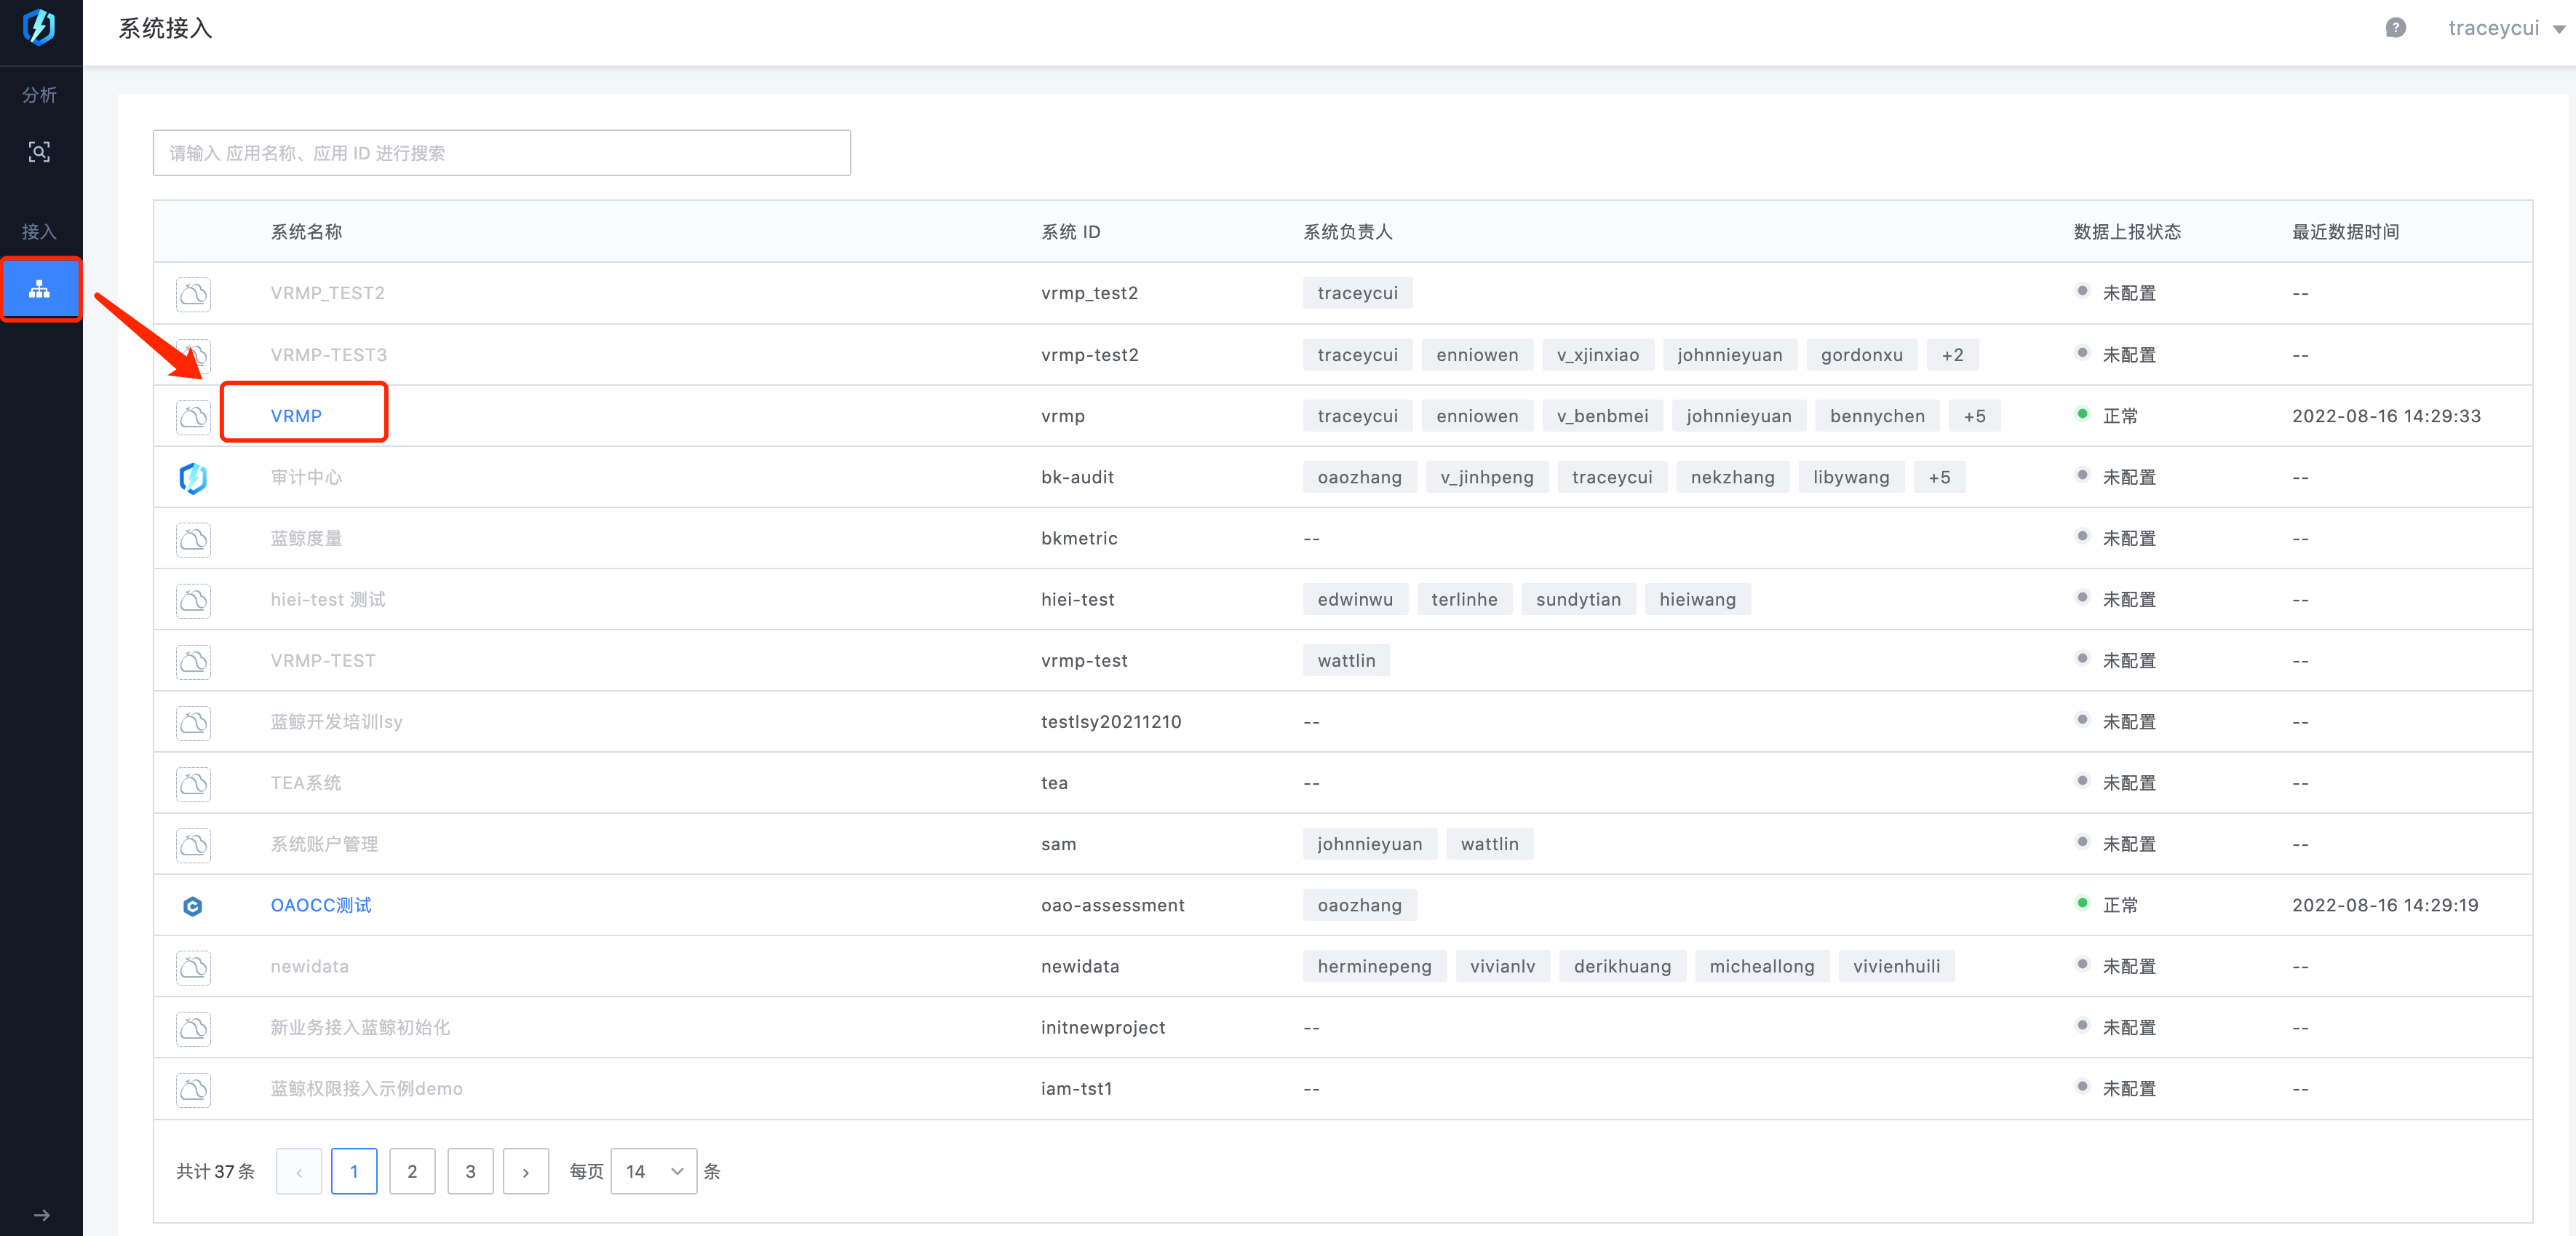 系统接入
traceycui
分析
接入
请输入 应用名称、应用 ID 进行搜索
系统名称 系统 ID 系统负责人 数据上报状态 最近数据时间
VRMP_TEST2 vrmp_test2 traceycui 未配置 --
VRMP-TEST3 vrmp-test2 traceycui enniowen v_xjinxiao johnnieyuan gordonxu +2 未配置 --
VRMP vrmp traceycui enniowen v_benbmei johnnieyuan bennychen +5 正常 2022-08-16 14:29:33
审计中心 bk-audit oaozhang v_jinhpeng traceycui nekzhang libywang +5 未配置 --
蓝鲸度量 bkmetric -- 未配置 --
hiei-test 测试 hiei-test edwinwu terlinhe sundytian hieiwang 未配置 --
VRMP-TEST vrmp-test wattlin 未配置 --
蓝鲸开发培训lsy testlsy20211210 -- 未配置 --
TEA系统 tea -- 未配置 --
系统账户管理 sam johnnieyuan wattlin 未配置 --
OAOCC测试 oao-assessment oaozhang 正常 2022-08-16 14:29:19
newidata newidata herminepeng vivianlv derikhuang micheallong vivienhuili 未配置 --
新业务接入蓝鲸初始化 initnewproject -- 未配置 --
蓝鲸权限接入示例demo iam-tst1 -- 未配置 --
共计 37 条 ‹ 1 2 3 › 每页 14 条